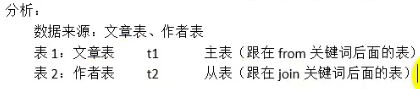 分析：
数据来源：文章表、作者表
表 1：文章表 t1 主表（跟在 from 关键词后面的表）
表 2：作者表 t2 从表（跟在 join 关键词后面的表）